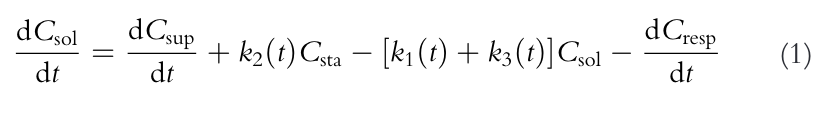 dC_sol/dt = dC_sup/dt + k_2(t)C_sta − [k_1(t) + k_3(t)]C_sol − dC_resp/dt (1)